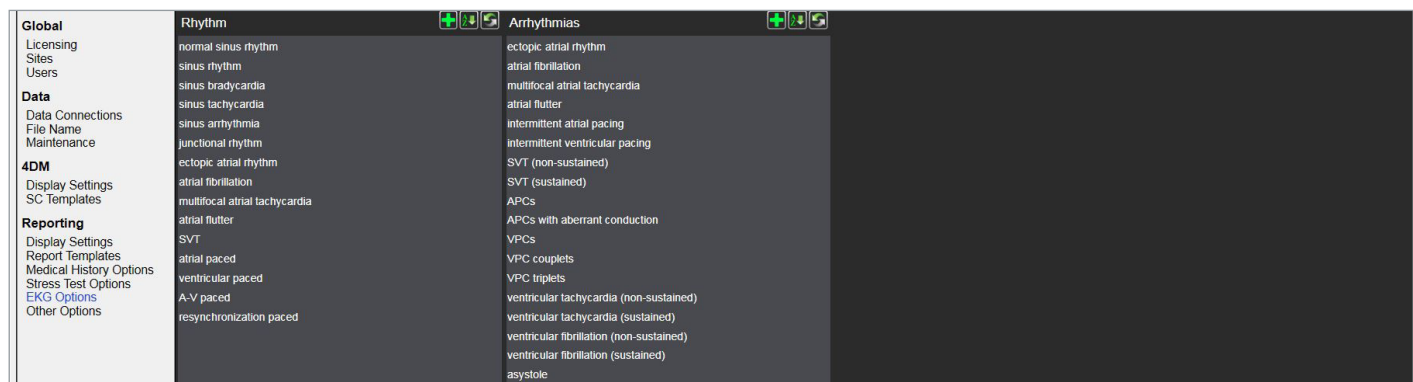 Global
Licensing
Sites
Users
Data
Data Connections
File Name
Maintenance
4DM
Display Settings
SC Templates
Reporting
Display Settings
Report Templates
Medical History Options
Stress Test Options
EKG Options
Other Options
Rhythm
normal sinus rhythm
sinus rhythm
sinus bradycardia
sinus tachycardia
sinus arrhythmia
junctional rhythm
ectopic atrial rhythm
atrial fibrillation
multifocal atrial tachycardia
atrial flutter
SVT
atrial paced
ventricular paced
A-V paced
resynchronization paced
Arrhythmias
ectopic atrial rhythm
atrial fibrillation
multifocal atrial tachycardia
atrial flutter
intermittent atrial pacing
intermittent ventricular pacing
SVT (non-sustained)
SVT (sustained)
APCs
APCs with aberrant conduction
VPCs
VPC couplets
VPC triplets
ventricular tachycardia (non-sustained)
ventricular tachycardia (sustained)
ventricular fibrillation (non-sustained)
ventricular fibrillation (sustained)
asystole